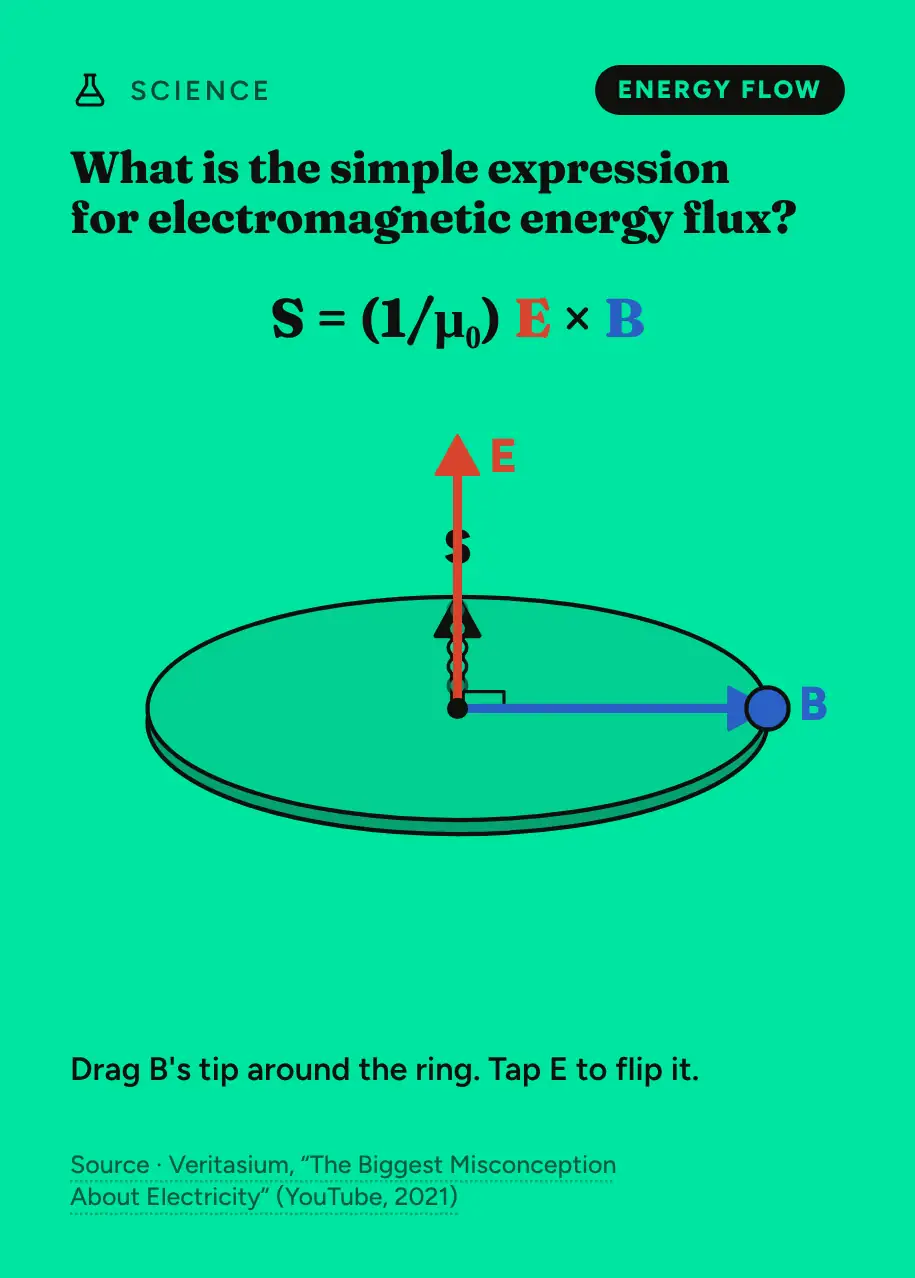 SCIENCE
ENERGY FLOW
What is the simple expression
for electromagnetic energy flux?
S = (1/μ₀) E × B
E
S
B
Drag B's tip around the ring. Tap E to flip it.
Source · Veritasium, “The Biggest Misconception
About Electricity” (YouTube, 2021)